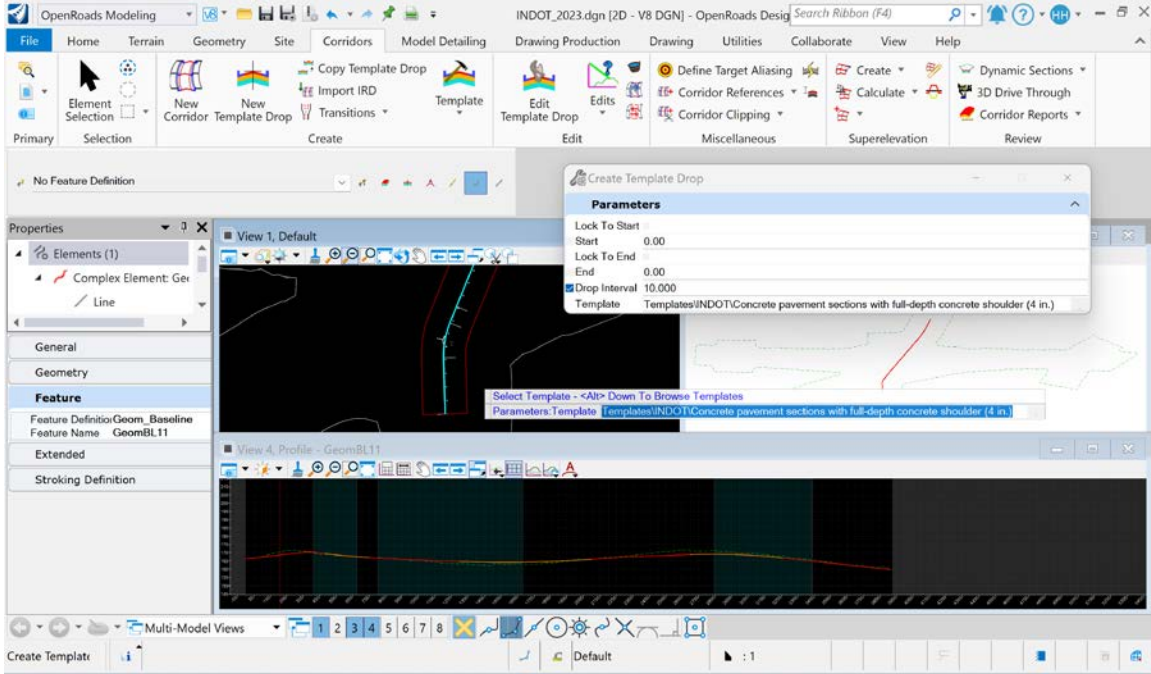 OpenRoads Modeling
INDOT_2023.dgn [2D - V8 DGN] - OpenRoads Desig
Search Ribbon (F4)
HH
File Home Terrain Geometry Site Corridors Model Detailing Drawing Production Drawing Utilities Collaborate View Help
Element Selection
New Corridor
New Template Drop
Copy Template Drop
Import IRD
Transitions
Template
Edit Template Drop
Edits
Define Target Aliasing
Corridor References
Corridor Clipping
Create
Calculate
Dynamic Sections
3D Drive Through
Corridor Reports
Primary Selection Create Edit Miscellaneous Superelevation Review
No Feature Definition
Create Template Drop
Parameters
Lock To Start
Start 0.00
Lock To End
End 0.00
Drop Interval 10.000
Template Templates\INDOT\Concrete pavement sections with full-depth concrete shoulder (4 in.)
Properties
Elements (1)
Complex Element: Geo
Line
General
Geometry
Feature
Feature Definitio Geom_Baseline
Feature Name GeomBL11
Extended
Stroking Definition
View 1, Default
Select Template - <Alt> Down To Browse Templates
Parameters:Template Templates\INDOT\Concrete pavement sections with full-depth concrete shoulder (4 in.)
View 4, Profile - GeomBL11
Multi-Model Views 1 2 3 4 5 6 7 8
Create Template
Default
: 1